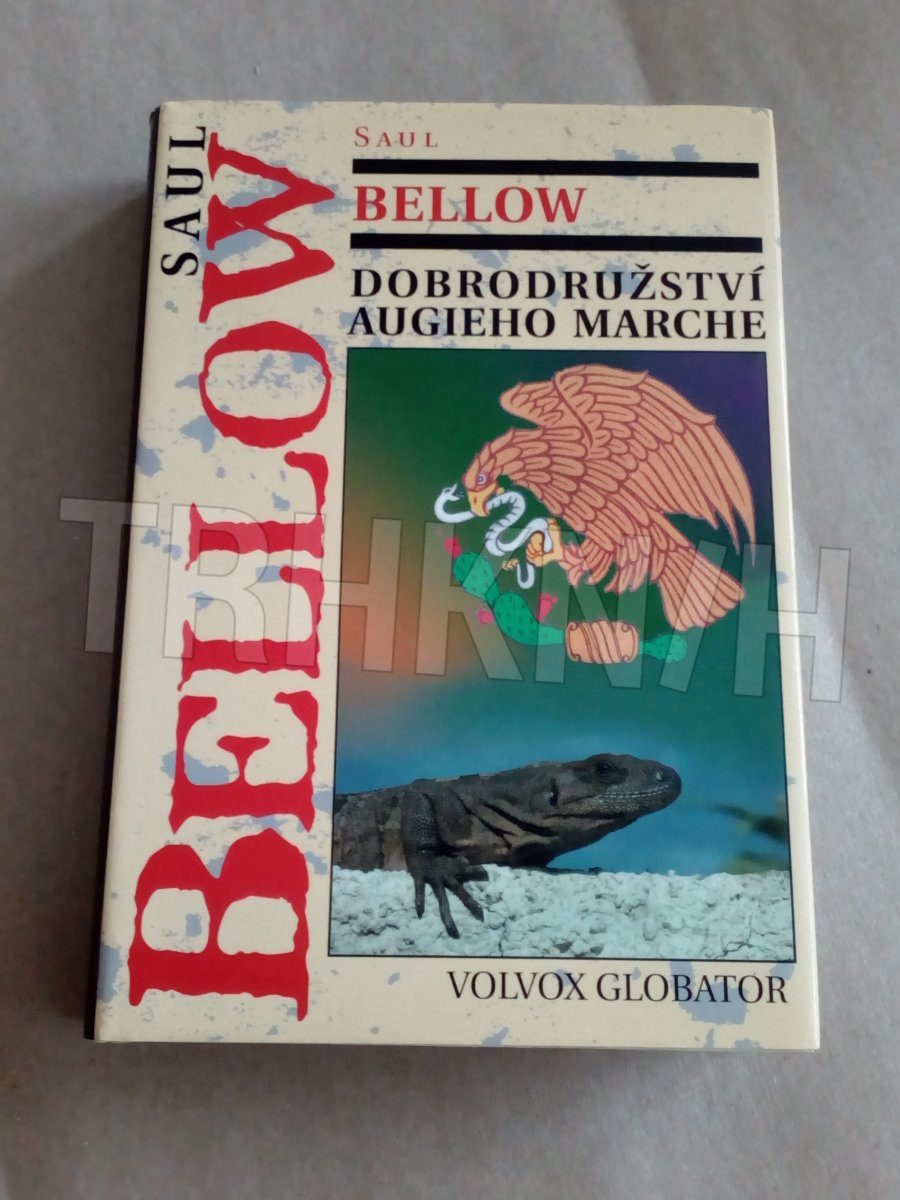 SAUL
BELLOW
SAUL
BELLOW
DOBRODRUŽSTVÍ
AUGIEHO MARCHE
VOLVOX GLOBATOR
TRHKNIH